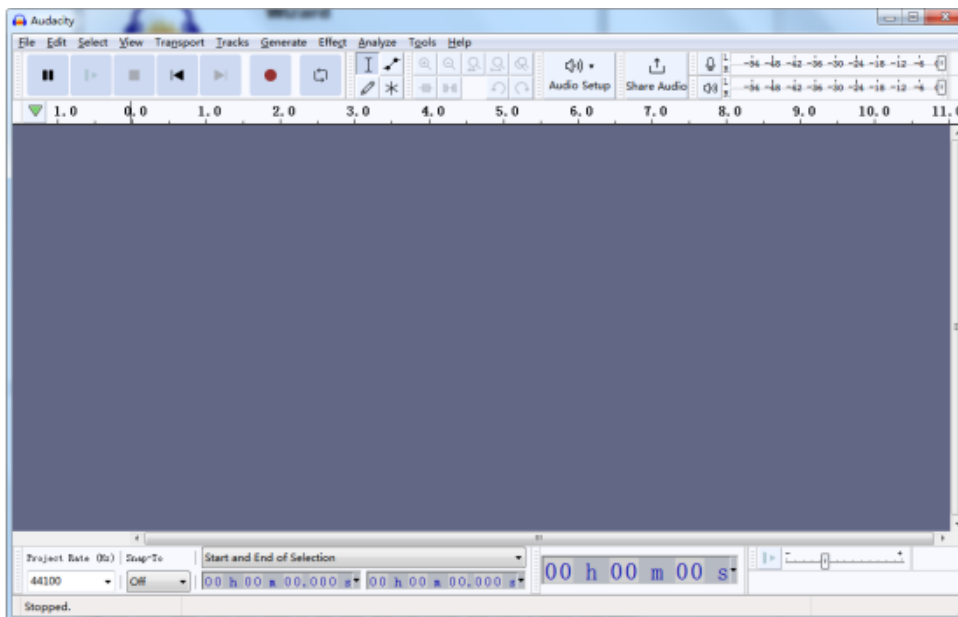 Audacity
File Edit Select View Transport Tracks Generate Effect Analyze Tools Help
Audio Setup Share Audio
-54 -48 -42 -36 -30 -24 -18 -12 -6
-54 -48 -42 -36 -30 -24 -18 -12 -6
1.0 0.0 1.0 2.0 3.0 4.0 5.0 6.0 7.0 8.0 9.0 10.0 11.
Project Rate (Hz) Snap-To Start and End of Selection
44100 Off 00 h 00 m 00.000 s 00 h 00 m 00.000 s 00 h 00 m 00 s
Stopped.